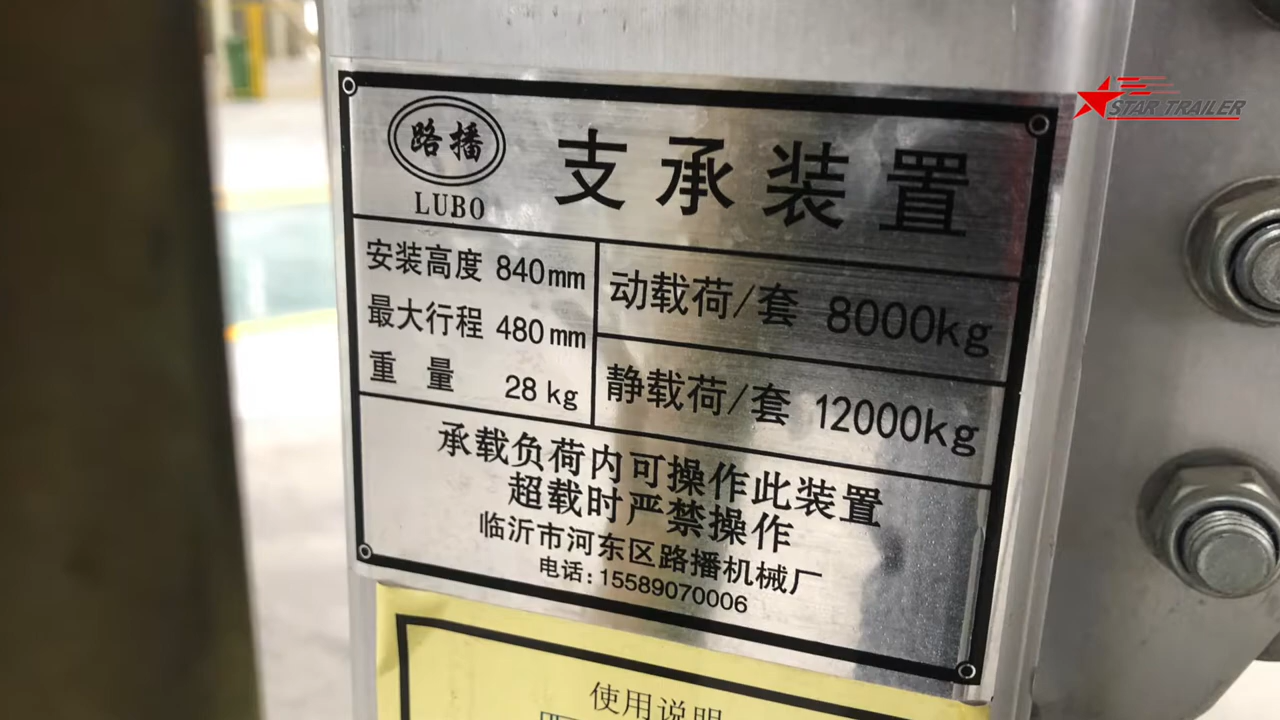 STAR TRAILER
路播
LUBO
支承装置
安装高度 840mm
最大行程 480mm
重 量 28kg
动载荷/套 8000kg
静载荷/套 12000kg
承载负荷内可操作此装置
超载时严禁操作
临沂市河东区路播机械厂
电话:15589070006
使用说明